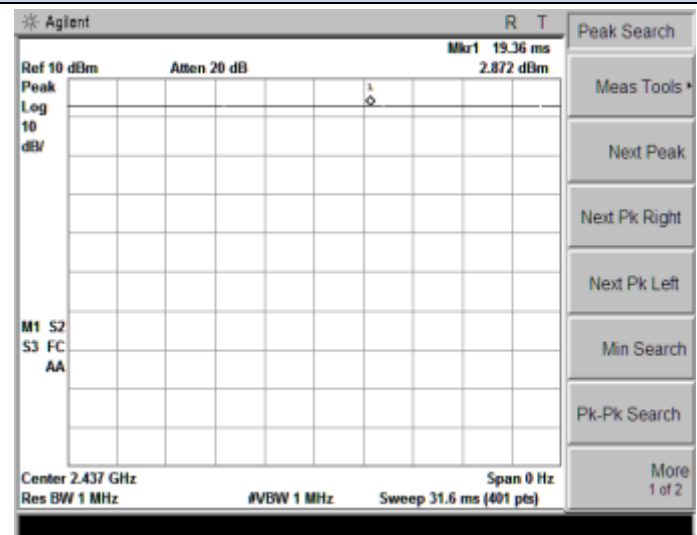 Agilent R T
Mkr1 19.36 ms
Ref 10 dBm Atten 20 dB 2.872 dBm
Peak
Log
10
dB/
1
M1 S2
S3 FC
AA
Center 2.437 GHz Span 0 Hz
Res BW 1 MHz #VBW 1 MHz Sweep 31.6 ms (401 pts)
Peak Search
Meas Tools
Next Peak
Next Pk Right
Next Pk Left
Min Search
Pk-Pk Search
More
1 of 2